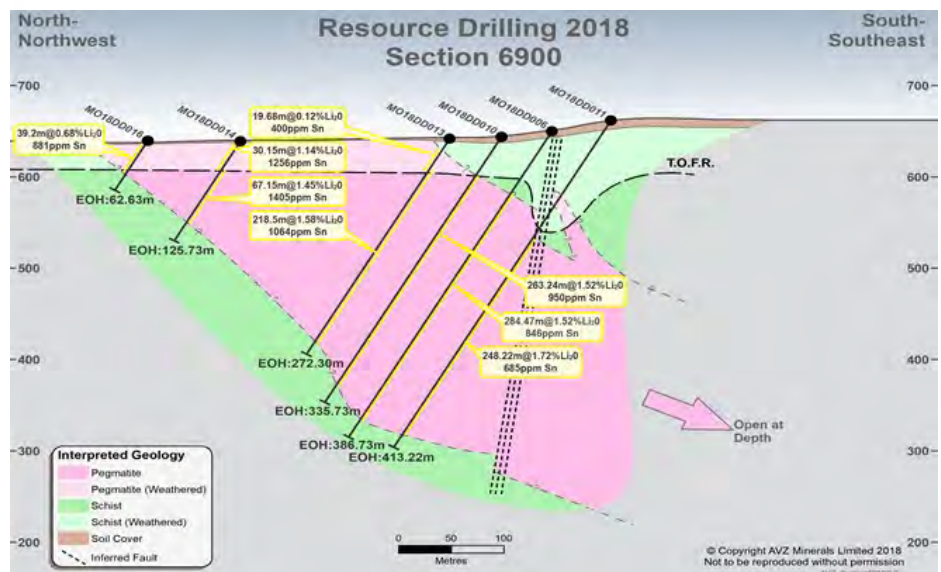 North-
Northwest
Resource Drilling 2018
Section 6900
South-
Southeast
700
600
500
400
300
200
700
600
500
400
300
200
MO18DD016
MO18DD014
MO18DD013
MO18DD010
MO18DD006
MO18DD011
39.2m@0.68%Li₂0
881ppm Sn
19.68m@0.12%Li₂0
400ppm Sn
30.15m@1.14%Li₂0
1256ppm Sn
67.15m@1.45%Li₂0
1405ppm Sn
218.5m@1.58%Li₂0
1064ppm Sn
263.24m@1.52%Li₂0
950ppm Sn
284.47m@1.52%Li₂0
846ppm Sn
248.22m@1.72%Li₂0
685ppm Sn
T.O.F.R.
EOH:62.63m
EOH:125.73m
EOH:272.30m
EOH:335.73m
EOH:386.73m
EOH:413.22m
Open at
Depth
Interpreted Geology
Pegmatite
Pegmatite (Weathered)
Schist
Schist (Weathered)
Soil Cover
Inferred Fault
0 50 100
Metres
© Copyright AVZ Minerals Limited 2018
Not to be reproduced without permission